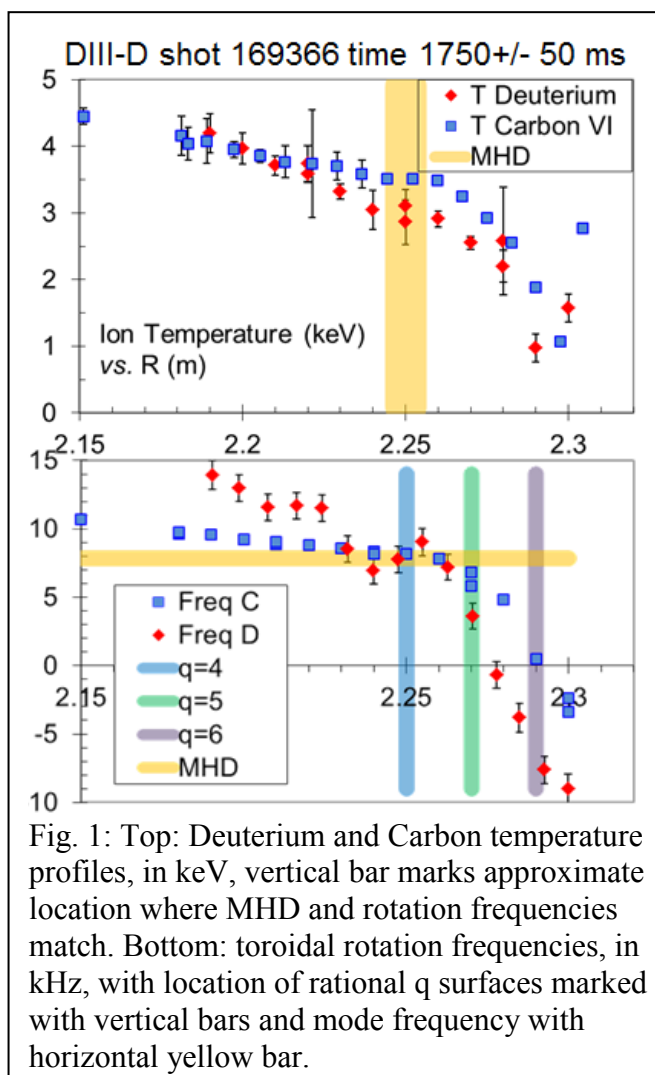 DIII-D shot 169366 time 1750+/- 50 ms
5
4
3
2
1
0
T Deuterium
T Carbon VI
MHD
Ion Temperature (keV)
vs. R (m)
2.15 2.2 2.25 2.3
15
10
5
0
-5
10
2.15 2.25 2.3
Freq C
Freq D
q=4
q=5
q=6
MHD
Fig. 1: Top: Deuterium and Carbon temperature
profiles, in keV, vertical bar marks approximate
location where MHD and rotation frequencies
match. Bottom: toroidal rotation frequencies, in
kHz, with location of rational q surfaces marked
with vertical bars and mode frequency with
horizontal yellow bar.